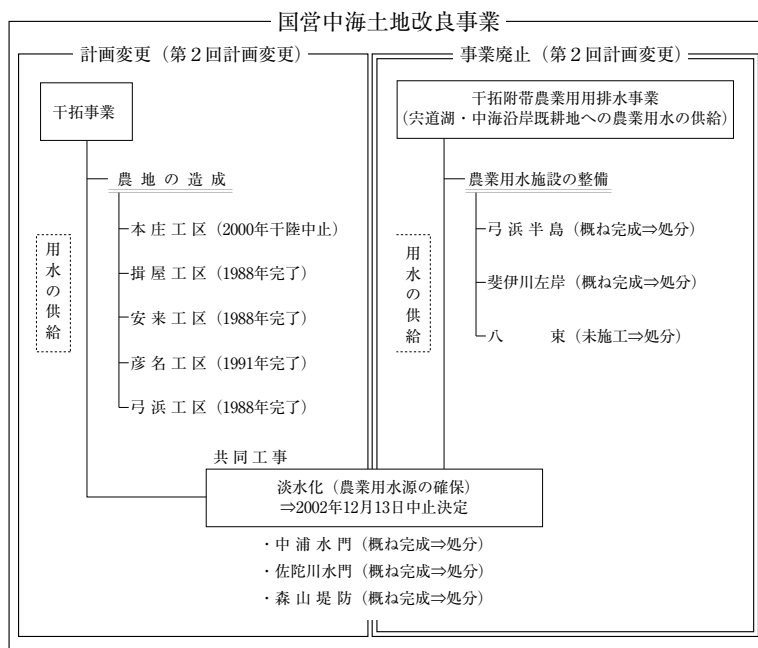 国営中海土地改良事業
計画変更（第２回計画変更）
干拓事業
農地の造成
用水の供給
本庄工区（2000年干陸中止）
揖屋工区（1988年完了）
安来工区（1988年完了）
彦名工区（1991年完了）
弓浜工区（1988年完了）
事業廃止（第２回計画変更）
干拓附帯農業用用排水事業
（宍道湖・中海沿岸既耕地への農業用水の供給）
農業用水施設の整備
用水の供給
弓浜半島（概ね完成⇒処分）
斐伊川左岸（概ね完成⇒処分）
八　　束（未施工⇒処分）
共同工事
淡水化（農業用水源の確保）
⇒2002年12月13日中止決定
・中浦水門（概ね完成⇒処分）
・佐陀川水門（概ね完成⇒処分）
・森山堤防（概ね完成⇒処分）